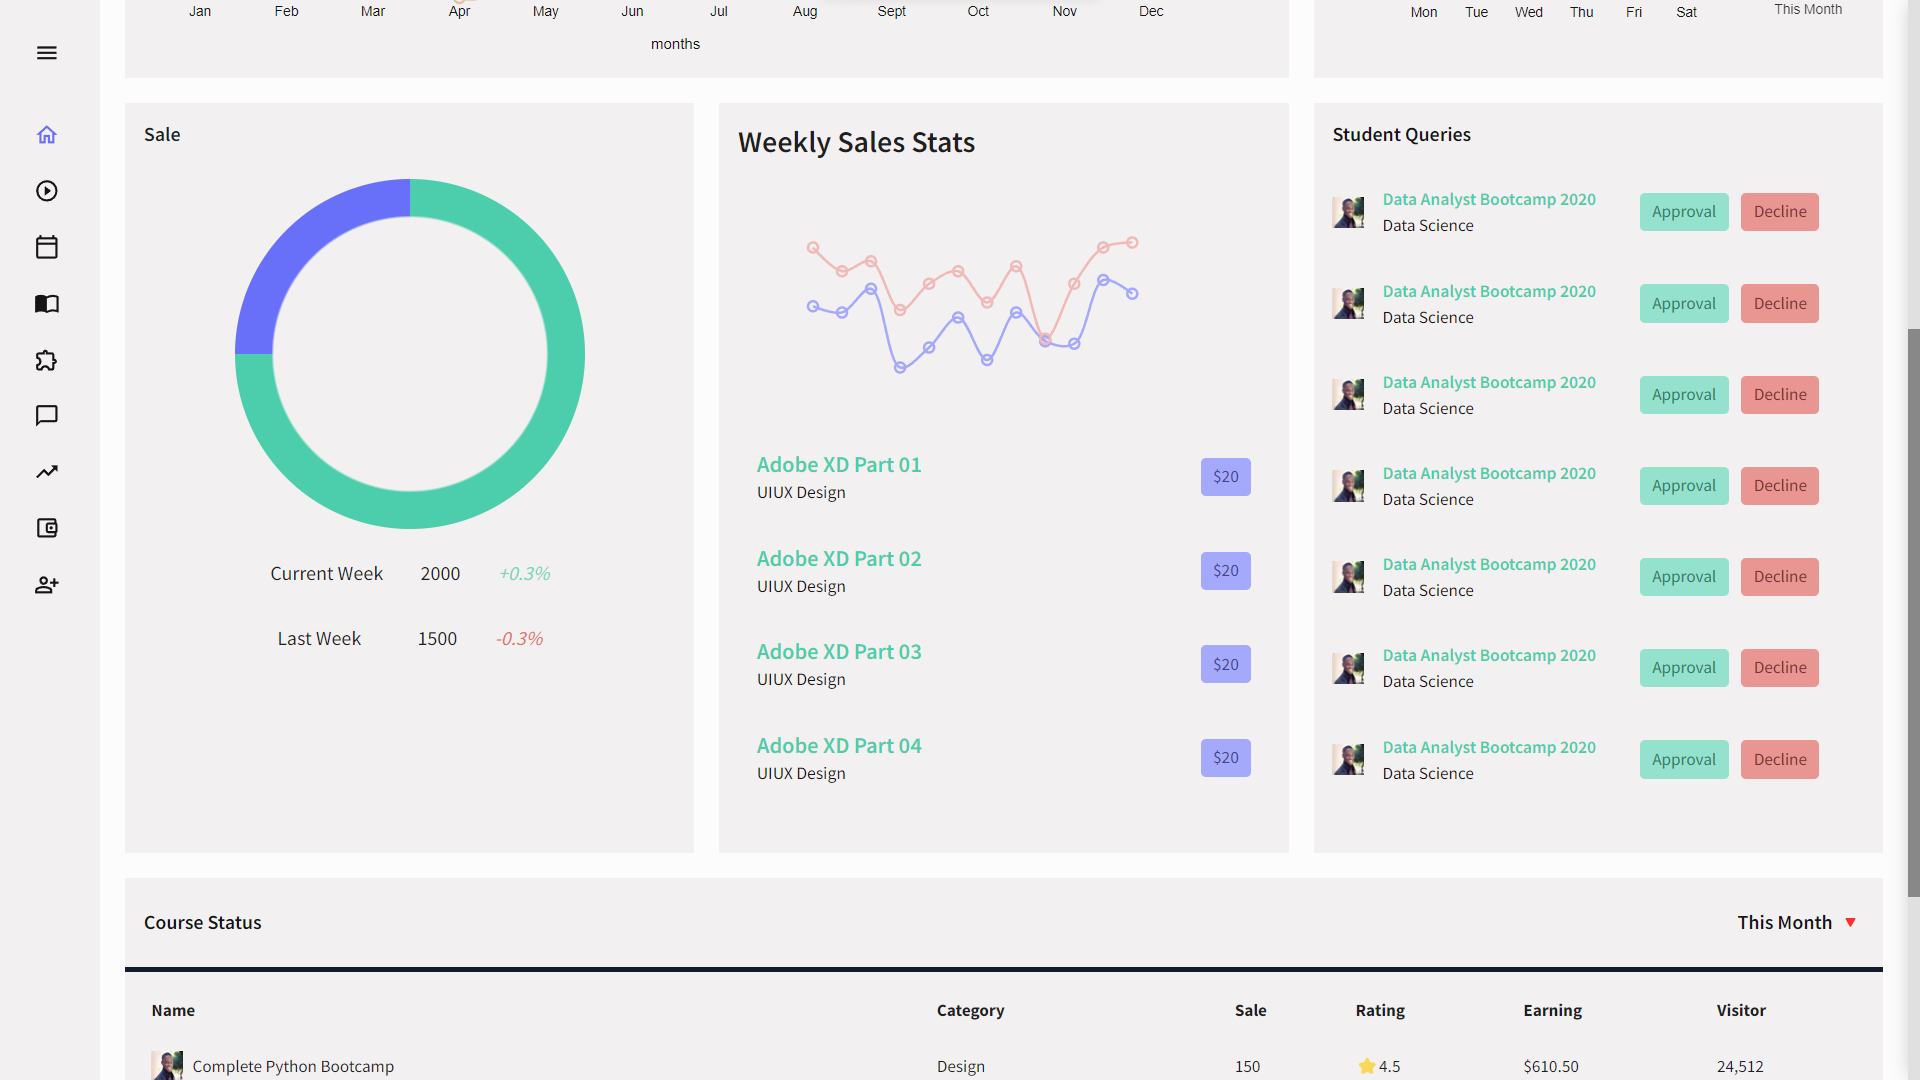 Jan Feb Mar Apr May Jun Jul Aug Sept Oct Nov Dec
months
Mon Tue Wed Thu Fri Sat This Month
Sale
Current Week 2000 +0.3%
Last Week 1500 -0.3%
Weekly Sales Stats
Adobe XD Part 01
UIUX Design
$20
Adobe XD Part 02
UIUX Design
$20
Adobe XD Part 03
UIUX Design
$20
Adobe XD Part 04
UIUX Design
$20
Student Queries
Data Analyst Bootcamp 2020
Data Science
Approval Decline
Data Analyst Bootcamp 2020
Data Science
Approval Decline
Data Analyst Bootcamp 2020
Data Science
Approval Decline
Data Analyst Bootcamp 2020
Data Science
Approval Decline
Data Analyst Bootcamp 2020
Data Science
Approval Decline
Data Analyst Bootcamp 2020
Data Science
Approval Decline
Data Analyst Bootcamp 2020
Data Science
Approval Decline
Course Status This Month
Name Category Sale Rating Earning Visitor
Complete Python Bootcamp Design 150 4.5 $610.50 24,512